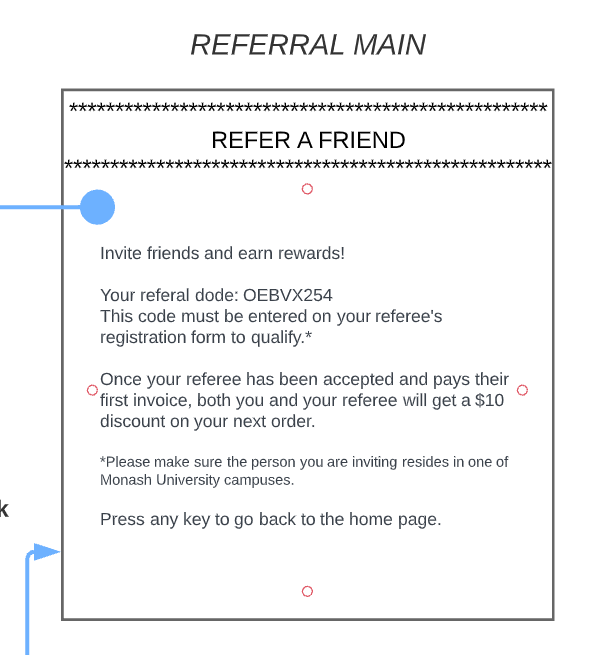 REFERRAL MAIN
****************************************************
REFER A FRIEND
*****************************************************
Invite friends and earn rewards!
Your referal dode: OEBVX254
This code must be entered on your referee's
registration form to qualify.*
Once your referee has been accepted and pays their
first invoice, both you and your referee will get a $10
discount on your next order.
*Please make sure the person you are inviting resides in one of
Monash University campuses.
k
Press any key to go back to the home page.